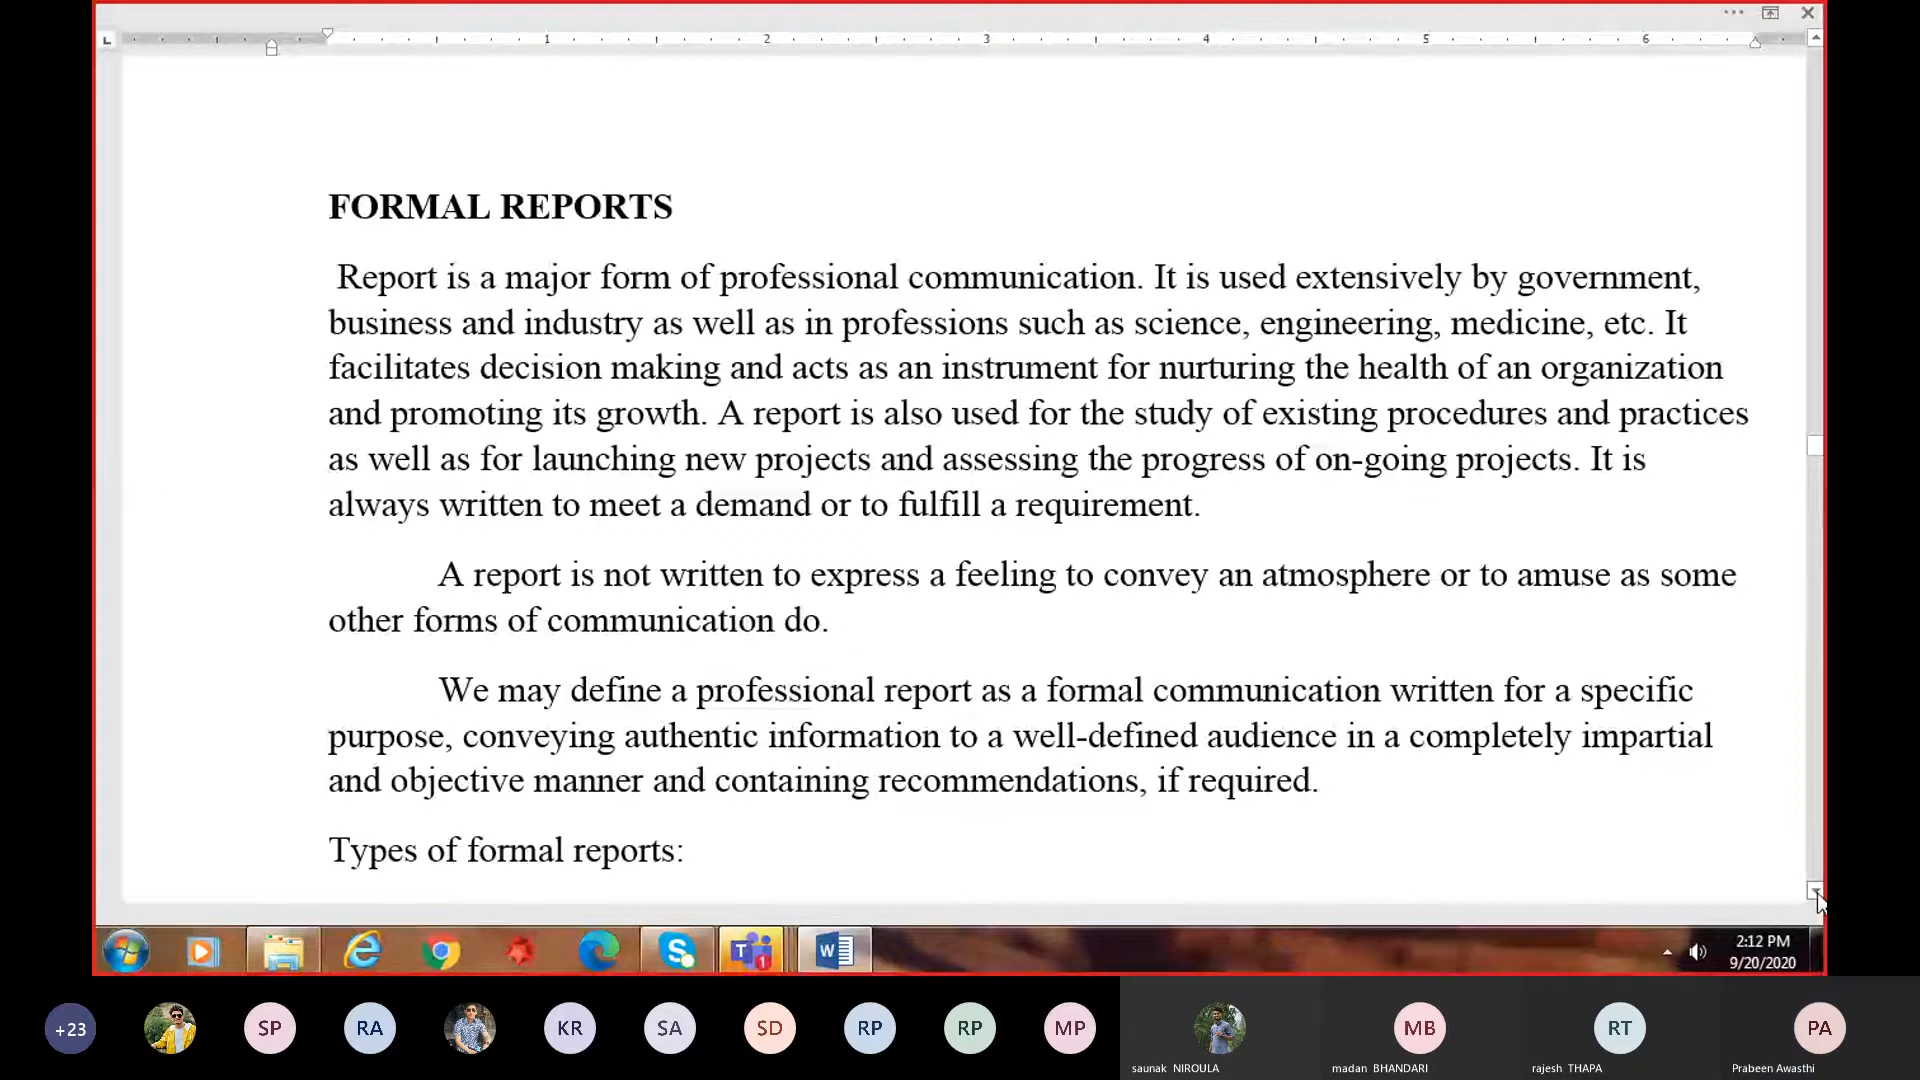 1 2 3 4 5 6
FORMAL REPORTS
Report is a major form of professional communication. It is used extensively by government,
business and industry as well as in professions such as science, engineering, medicine, etc. It
facilitates decision making and acts as an instrument for nurturing the health of an organization
and promoting its growth. A report is also used for the study of existing procedures and practices
as well as for launching new projects and assessing the progress of on-going projects. It is
always written to meet a demand or to fulfill a requirement.
A report is not written to express a feeling to convey an atmosphere or to amuse as some
other forms of communication do.
We may define a professional report as a formal communication written for a specific
purpose, conveying authentic information to a well-defined audience in a completely impartial
and objective manner and containing recommendations, if required.
Types of formal reports:
2:12 PM
9/20/2020
+23 SP RA KR SA SD RP RP MP MB RT PA
saunak NIROULA madan BHANDARI rajesh THAPA Prabeen Awasthi